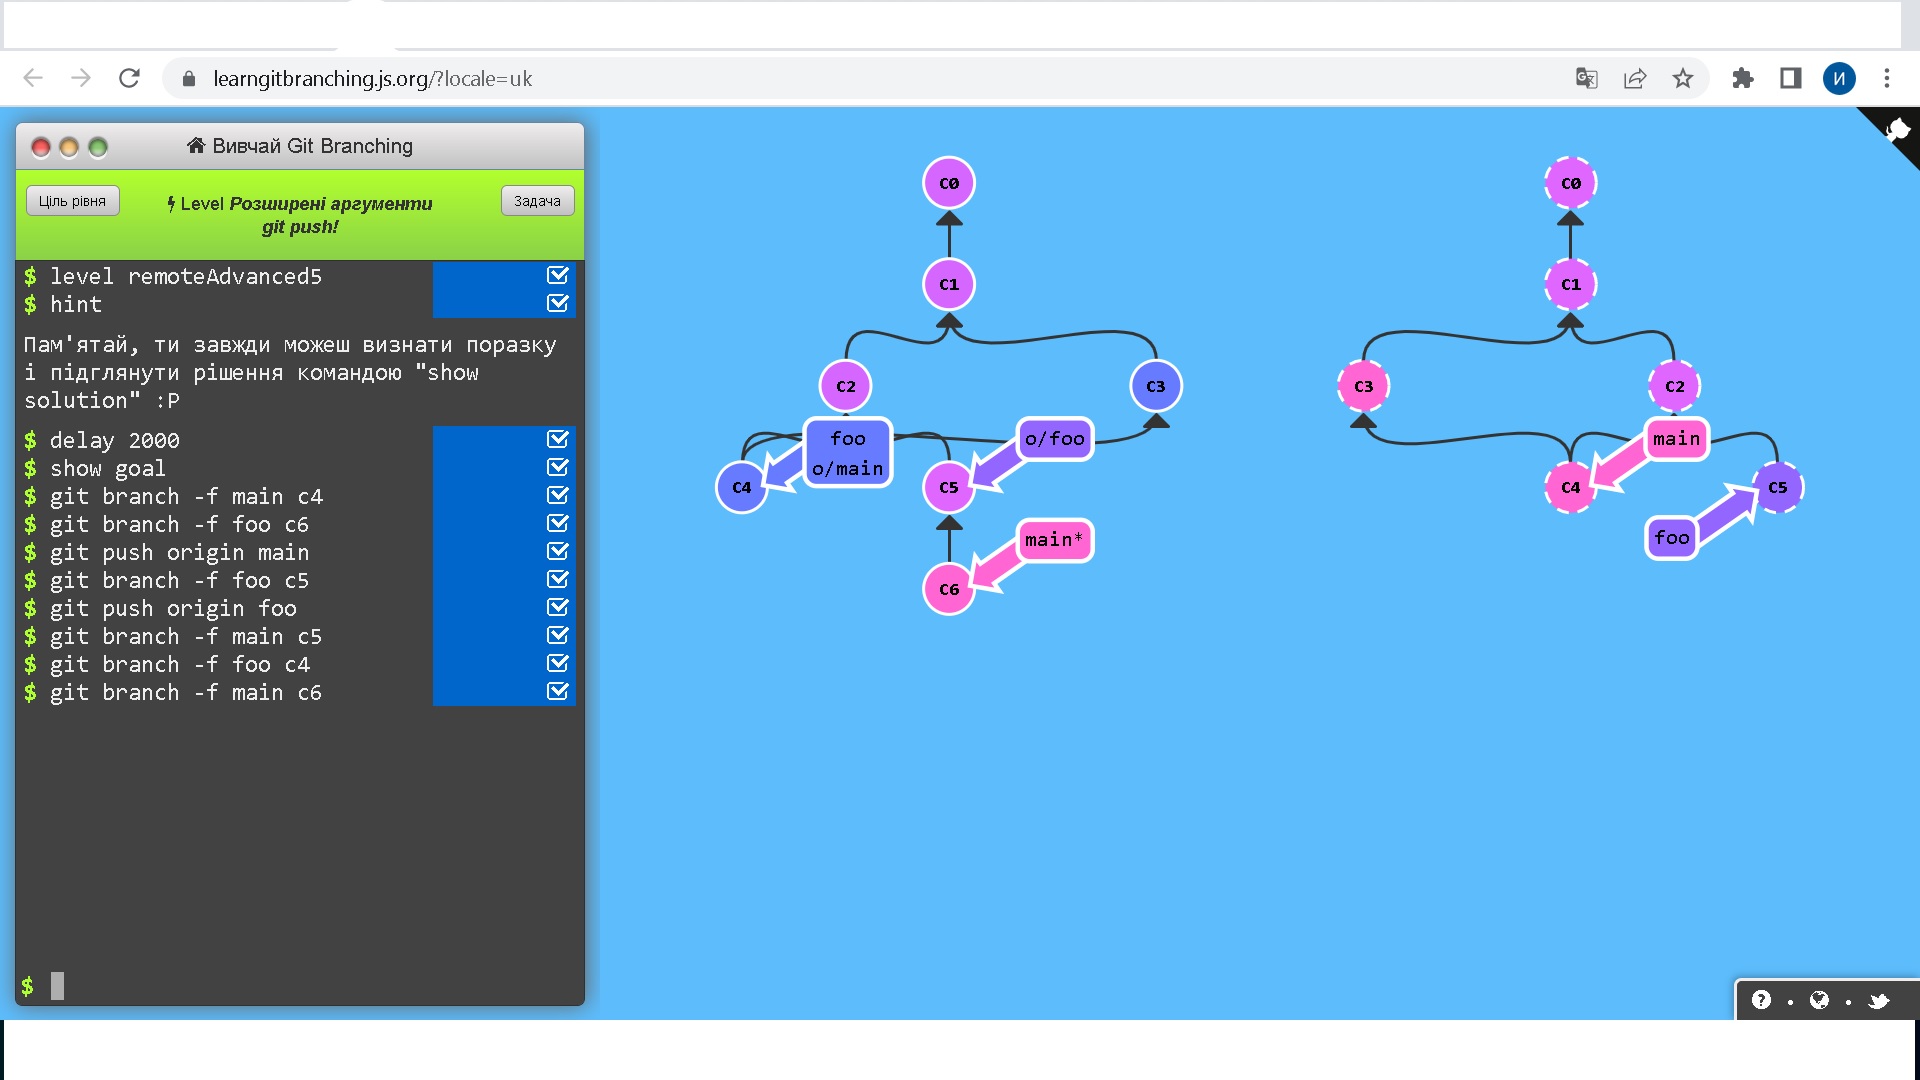 learngitbranching.js.org/?locale=uk
И
Вивчай Git Branching
Ціль рівня
Level Розширені аргументи
git push!
Задача
$ level remoteAdvanced5
$ hint
Пам'ятай, ти завжди можеш визнати поразку
і підглянути рішення командою "show
solution" :P
$ delay 2000
$ show goal
$ git branch -f main c4
$ git branch -f foo c6
$ git push origin main
$ git branch -f foo c5
$ git push origin foo
$ git branch -f main c5
$ git branch -f foo c4
$ git branch -f main c6
$
C0
C1
C2
C3
foo
o/main
o/foo
C4
C5
main*
C6
C0
C1
C3
C2
main
C4
C5
foo
?